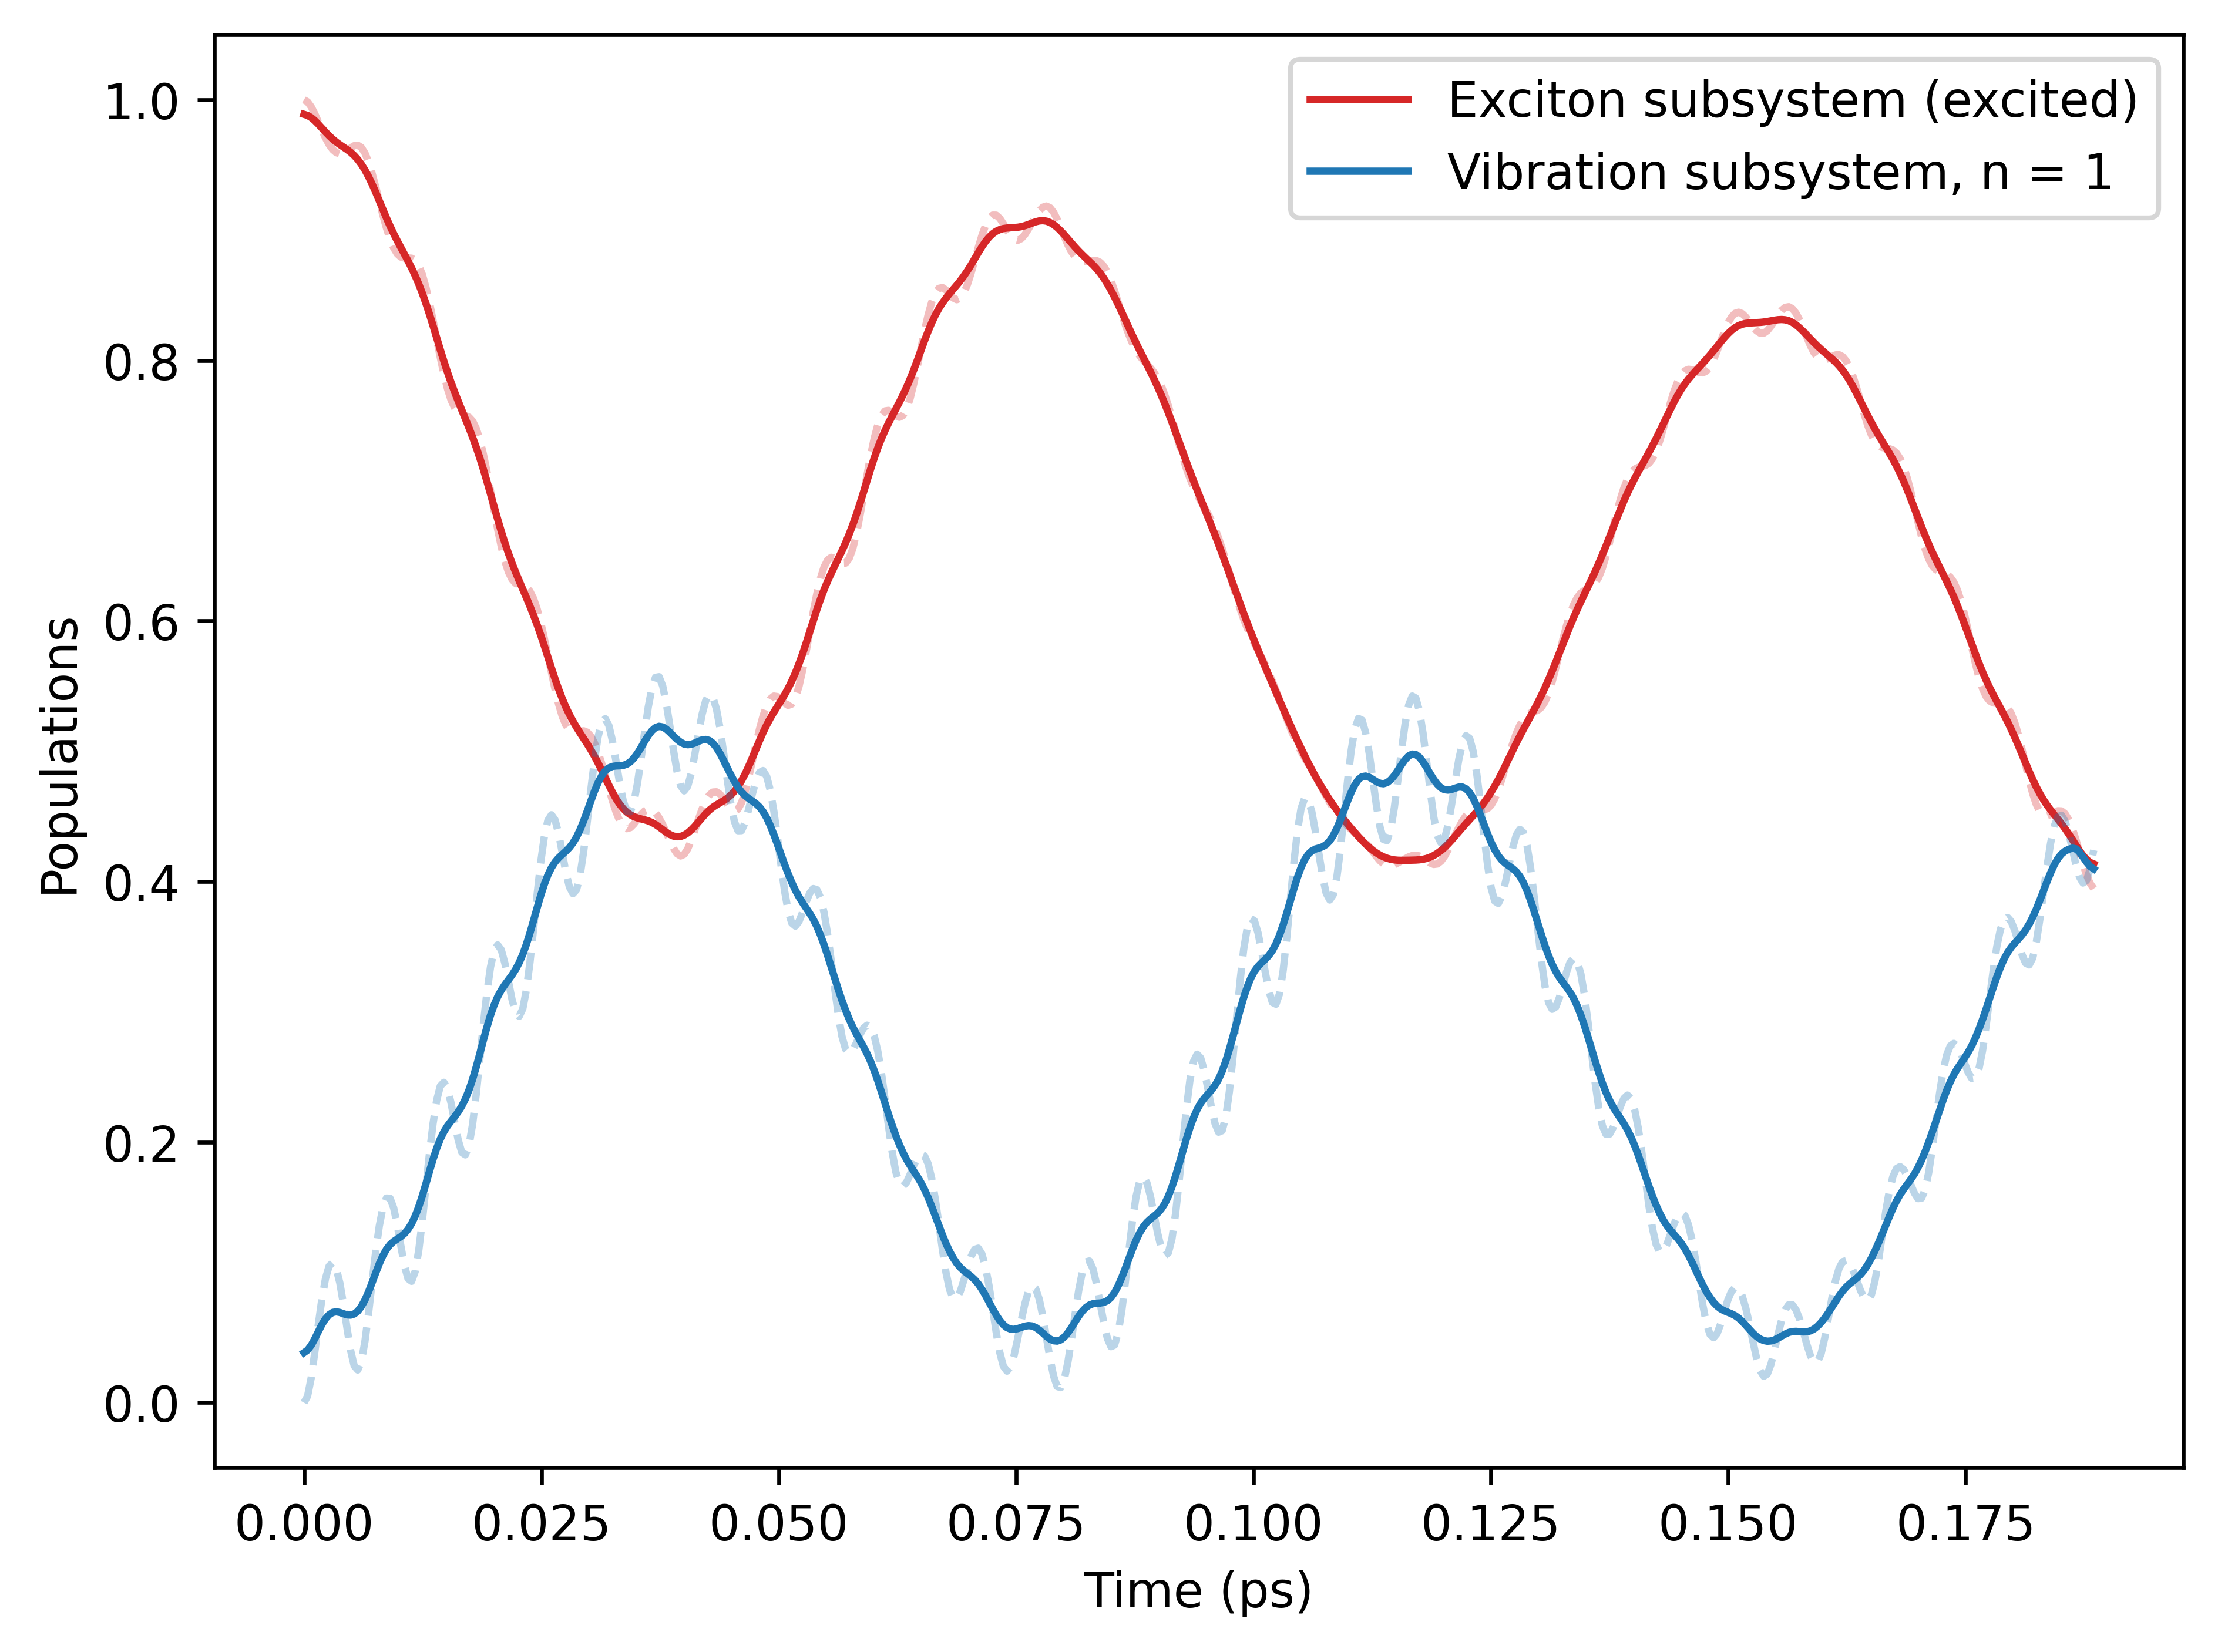 Exciton subsystem (excited)
Vibration subsystem, n = 1
Populations
1.0
0.8
0.6
0.4
0.2
0.0
0.000 0.025 0.050 0.075 0.100 0.125 0.150 0.175
Time (ps)